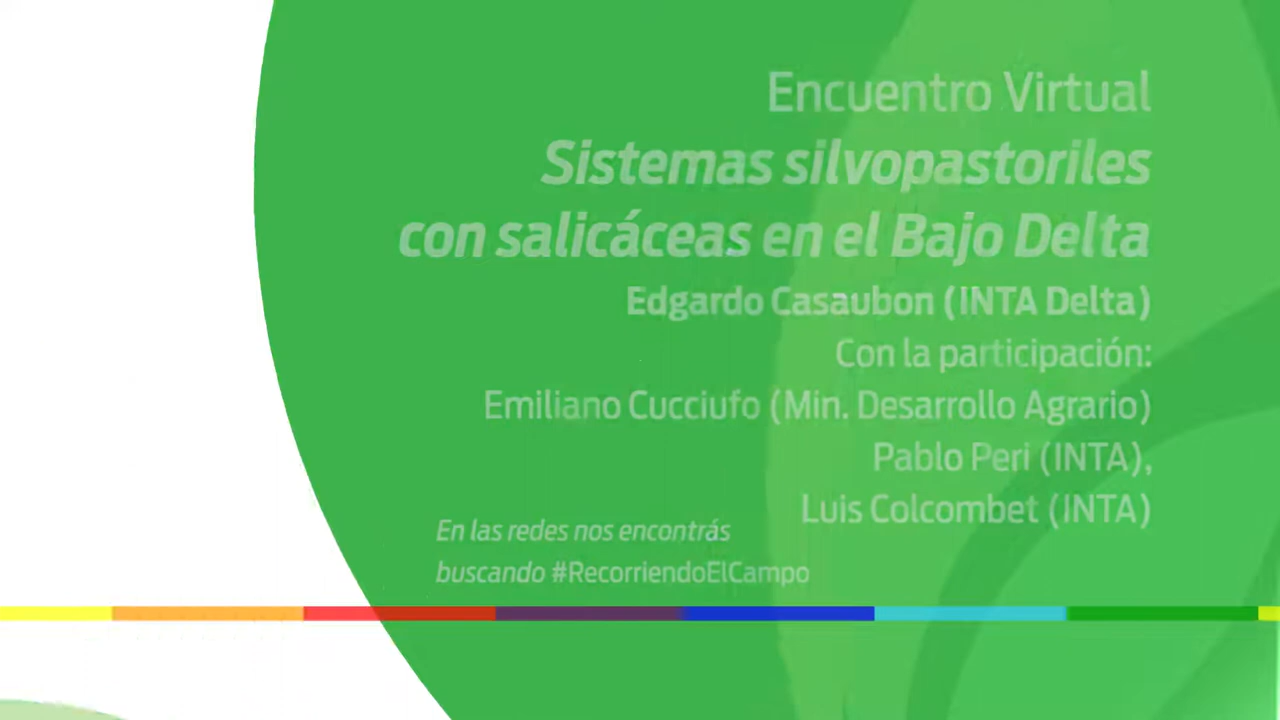 Encuentro Virtual
Sistemas silvopastoriles
con salicáceas en el Bajo Delta
Edgardo Casaubon (INTA Delta)
Con la participación:
Emiliano Cucciufo (Min. Desarrollo Agrario)
Pablo Peri (INTA),
Luis Colcombet (INTA)
En las redes nos encontrás
buscando #RecorriendoElCampo